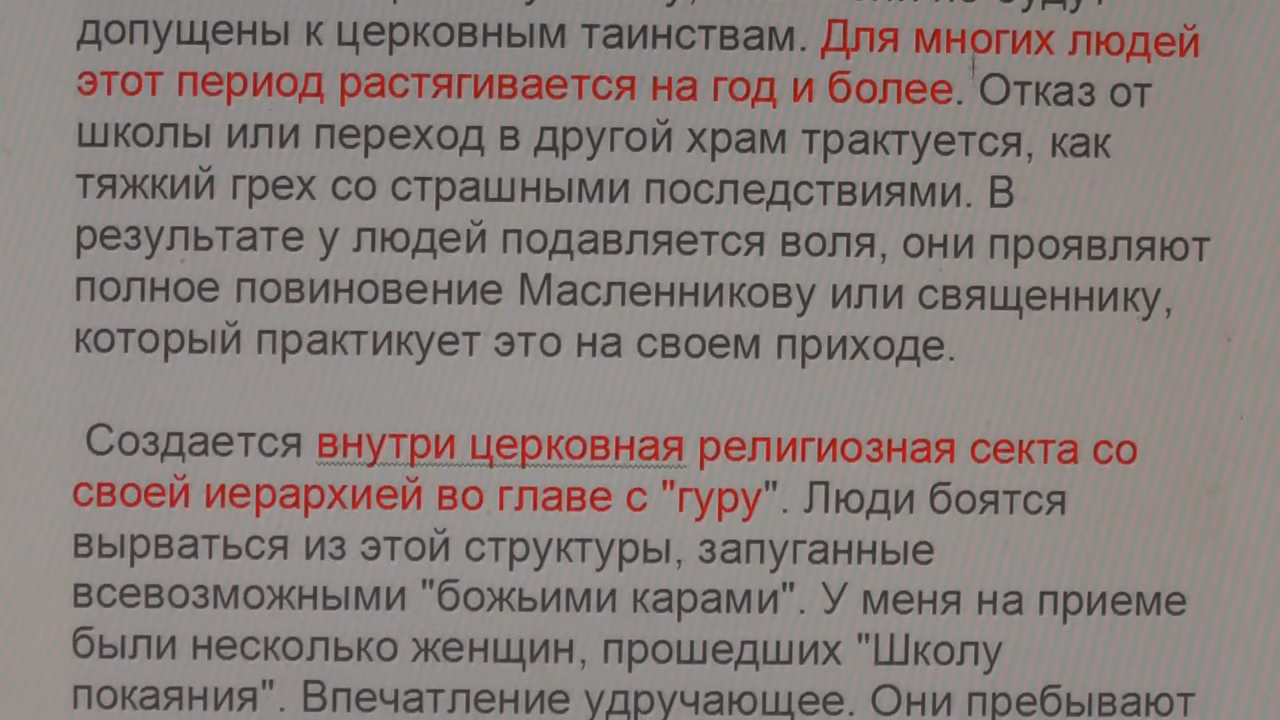 допущены к церковным таинствам. Для многих людей
этот период растягивается на год и более. Отказ от
школы или переход в другой храм трактуется, как
тяжкий грех со страшными последствиями. В
результате у людей подавляется воля, они проявляют
полное повиновение Масленникову или священнику,
который практикует это на своем приходе.
Создается внутри церковная религиозная секта со
своей иерархией во главе с "гуру". Люди боятся
вырваться из этой структуры, запуганные
всевозможными "божьими карами". У меня на приеме
были несколько женщин, прошедших "Школу
покаяния". Впечатление удручающее. Они пребывают